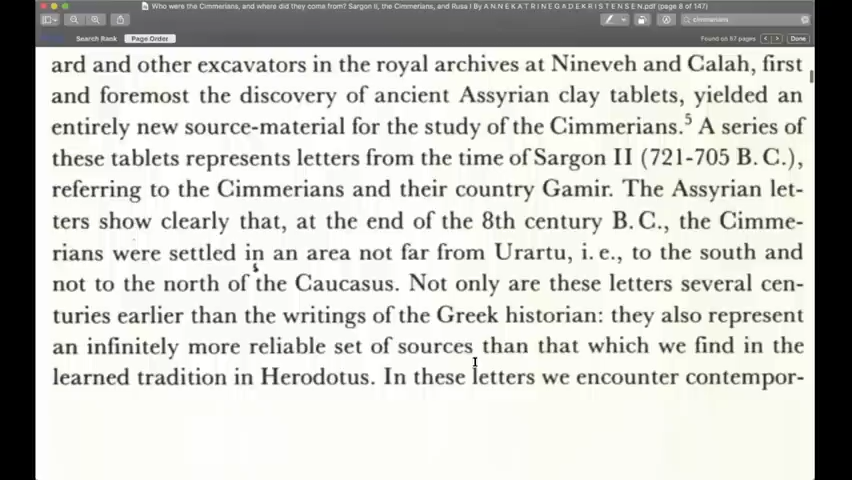 Who were the Cimmerians, and where did they come from? Sargon II, the Cimmerians, and Rusa I By A N N E K A T R I N E G A D E K R I S T E N S E N.pdf (page 8 of 147)
cimmerians
Search Rank Page Order Found on 67 pages Done
ard and other excavators in the royal archives at Nineveh and Calah, first
and foremost the discovery of ancient Assyrian clay tablets, yielded an
entirely new source-material for the study of the Cimmerians.5 A series of
these tablets represents letters from the time of Sargon II (721-705 B. C.),
referring to the Cimmerians and their country Gamir. The Assyrian let-
ters show clearly that, at the end of the 8th century B. C., the Cimme-
rians were settled in an area not far from Urartu, i. e., to the south and
not to the north of the Caucasus. Not only are these letters several cen-
turies earlier than the writings of the Greek historian: they also represent
an infinitely more reliable set of sources than that which we find in the
learned tradition in Herodotus. In these letters we encounter contempor-